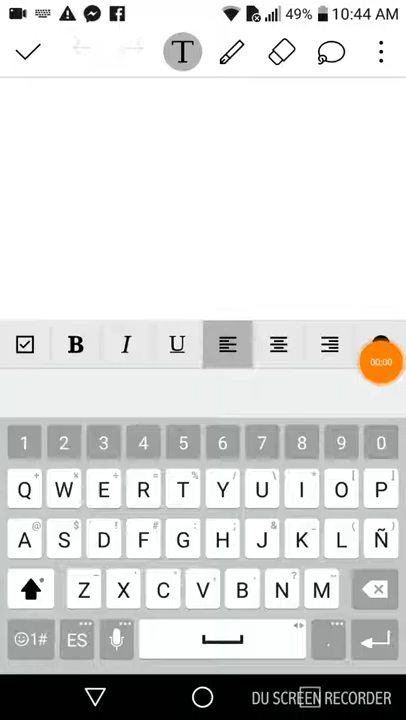 49% 10:44 AM
T
B I U
00:00
1 2 3 4 5 6 7 8 9 0
+ × ÷ = % / \ * [ ]
Q W E R T Y U I O P
@ $ ! # : ; & _ ( )
A S D F G H J K L Ñ
- ' " , ?
Z X C V B N M
☺1# ES .
DU SCREEN RECORDER